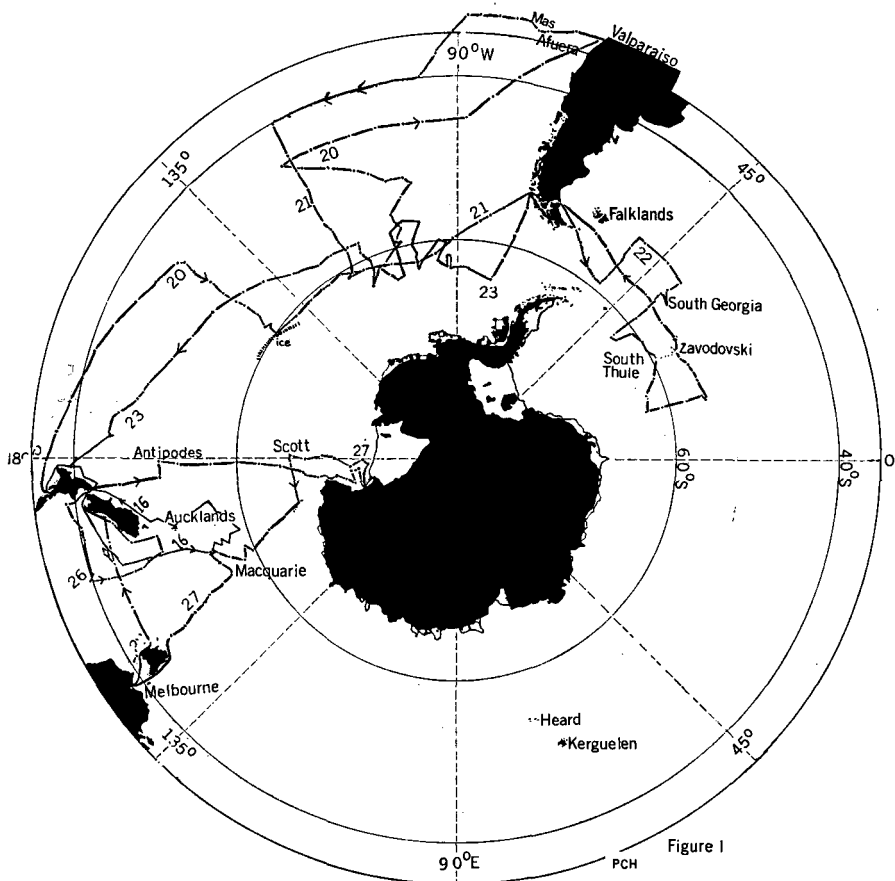 Mas
Afuera
Valparaiso
90°W
135°
45°
20
21
21
20
23
22
Falklands
South Georgia
Zavodovski
South
Thule
Ice
23
180
Antipodes
Scott
27
60°S
40°S
0
16
Aucklands
16
26
Macquarie
27
Melbourne
135°
Heard
Kerguelen
45°
90°E
PCH
Figure 1